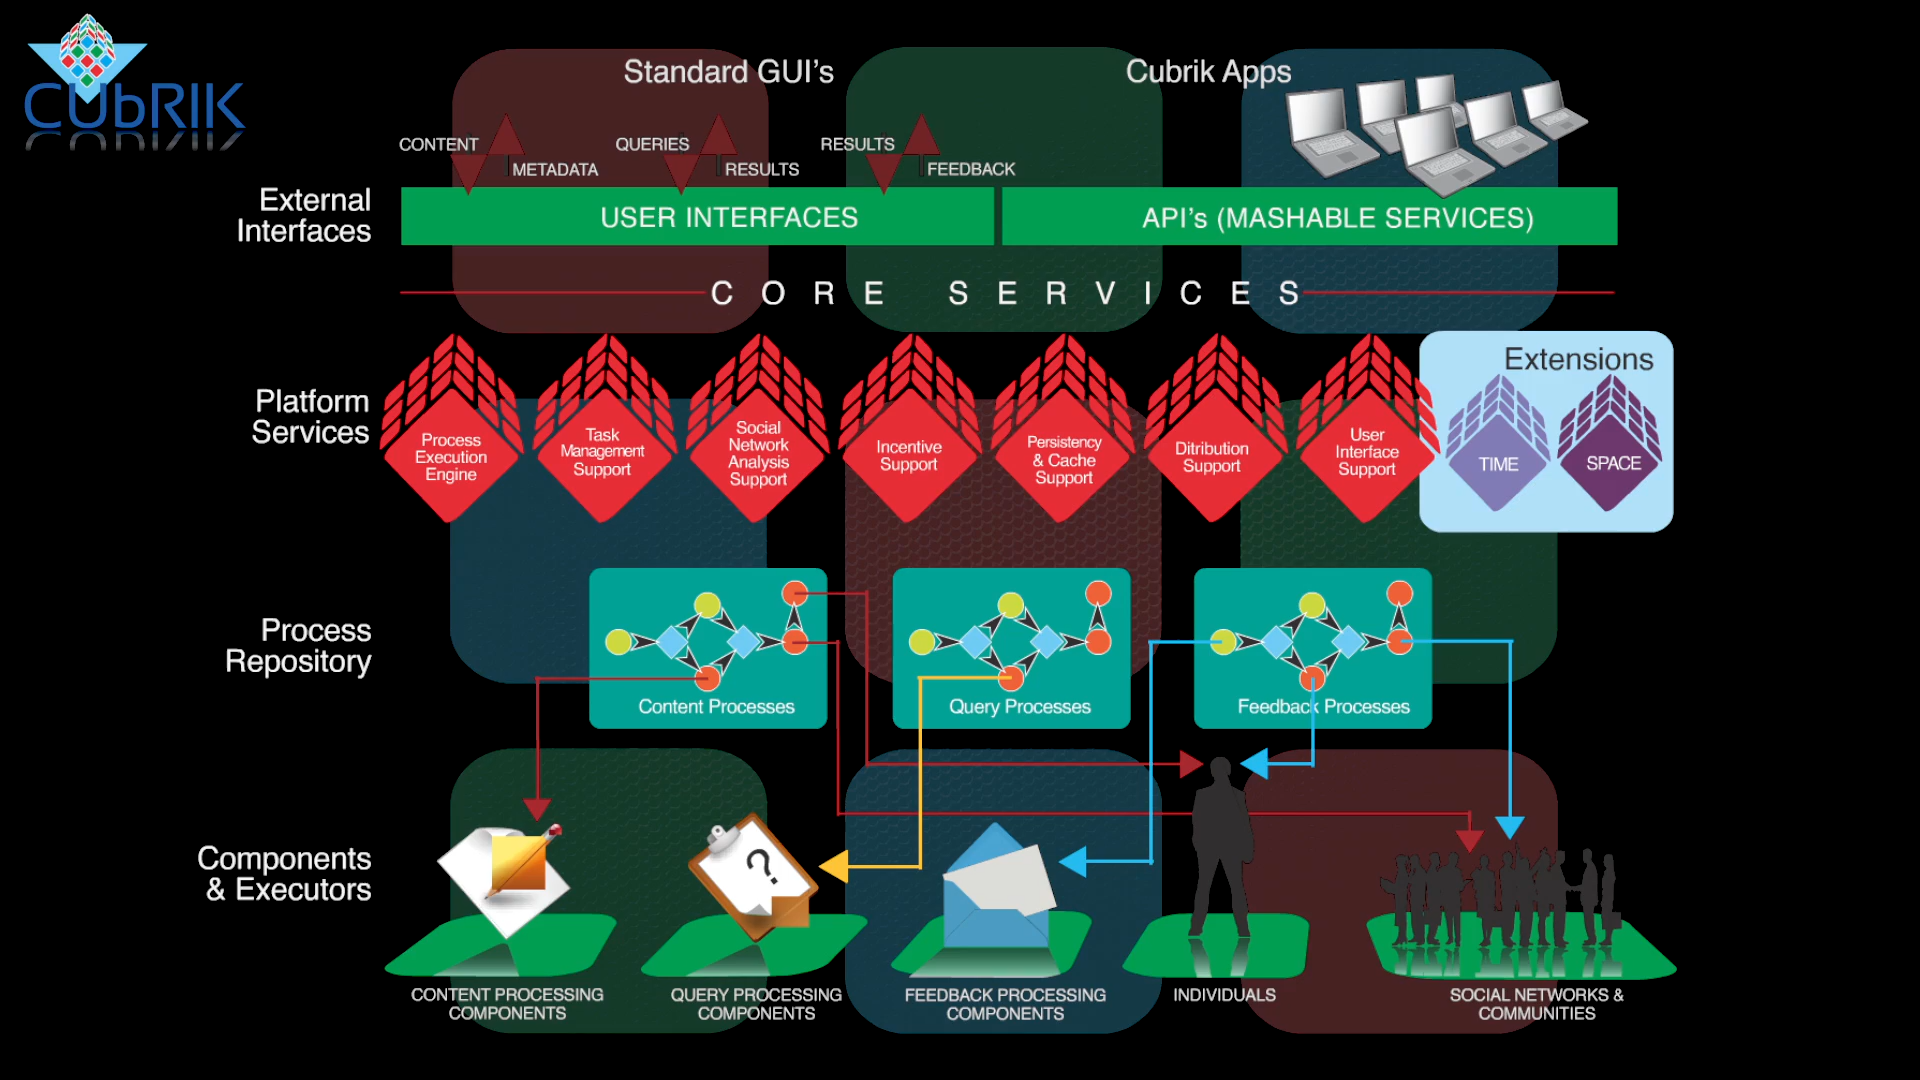 CUbRIK
Standard GUI's
Cubrik Apps
CONTENT
METADATA
QUERIES
RESULTS
RESULTS
FEEDBACK
External
Interfaces
USER INTERFACES
API's (MASHABLE SERVICES)
CORE SERVICES
Platform
Services
Process
Execution
Engine
Task
Management
Support
Social
Network
Analysis
Support
Incentive
Support
Persistency
& Cache
Support
Ditribution
Support
User
Interface
Support
Extensions
TIME
SPACE
Process
Repository
Content Processes
Query Processes
Feedback Processes
Components
& Executors
?
CONTENT PROCESSING
COMPONENTS
QUERY PROCESSING
COMPONENTS
FEEDBACK PROCESSING
COMPONENTS
INDIVIDUALS
SOCIAL NETWORKS &
COMMUNITIES